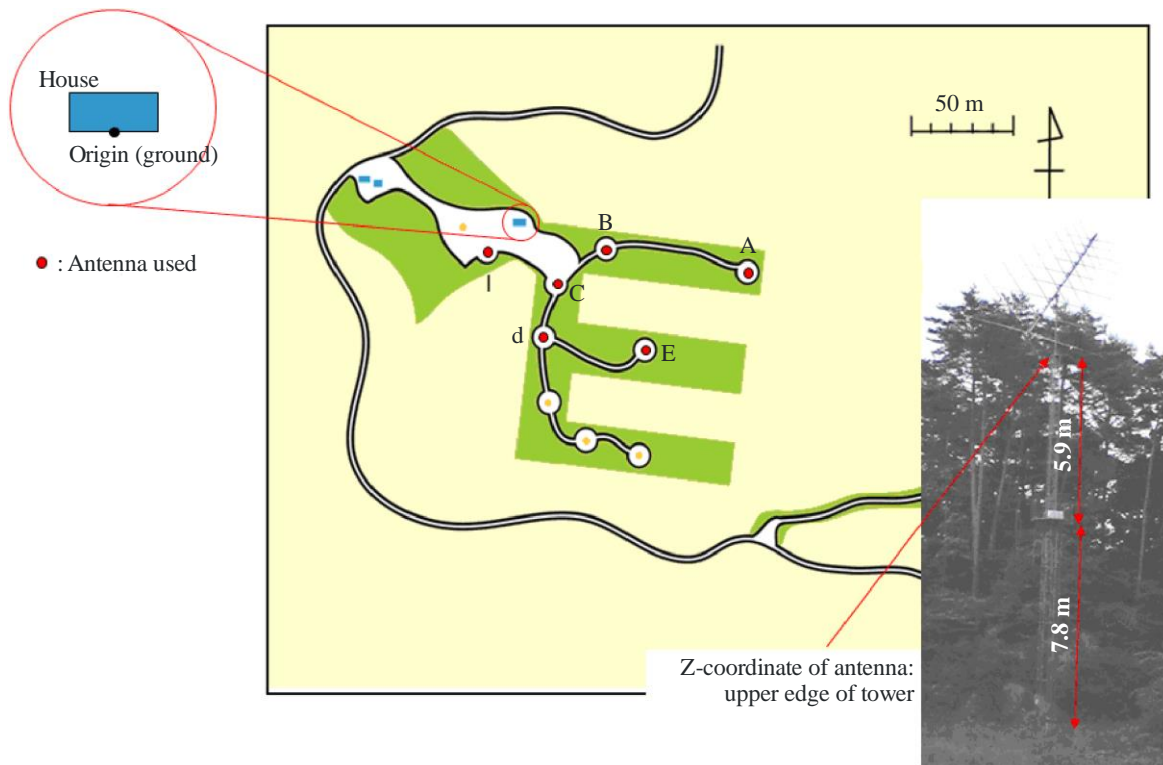 House
Origin (ground)
: Antenna used
50 m
B
A
l
C
d
E
5.9 m
7.8 m
Z-coordinate of antenna:
upper edge of tower